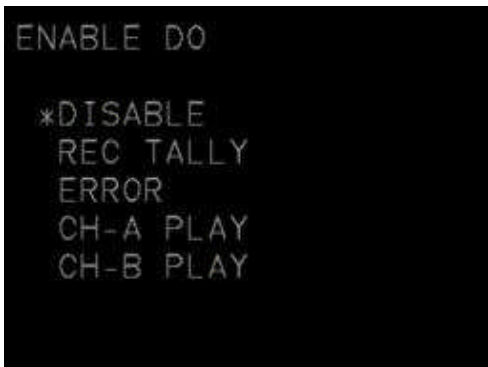 ENABLE DO
*DISABLE
REC TALLY
ERROR
CH-A PLAY
CH-B PLAY